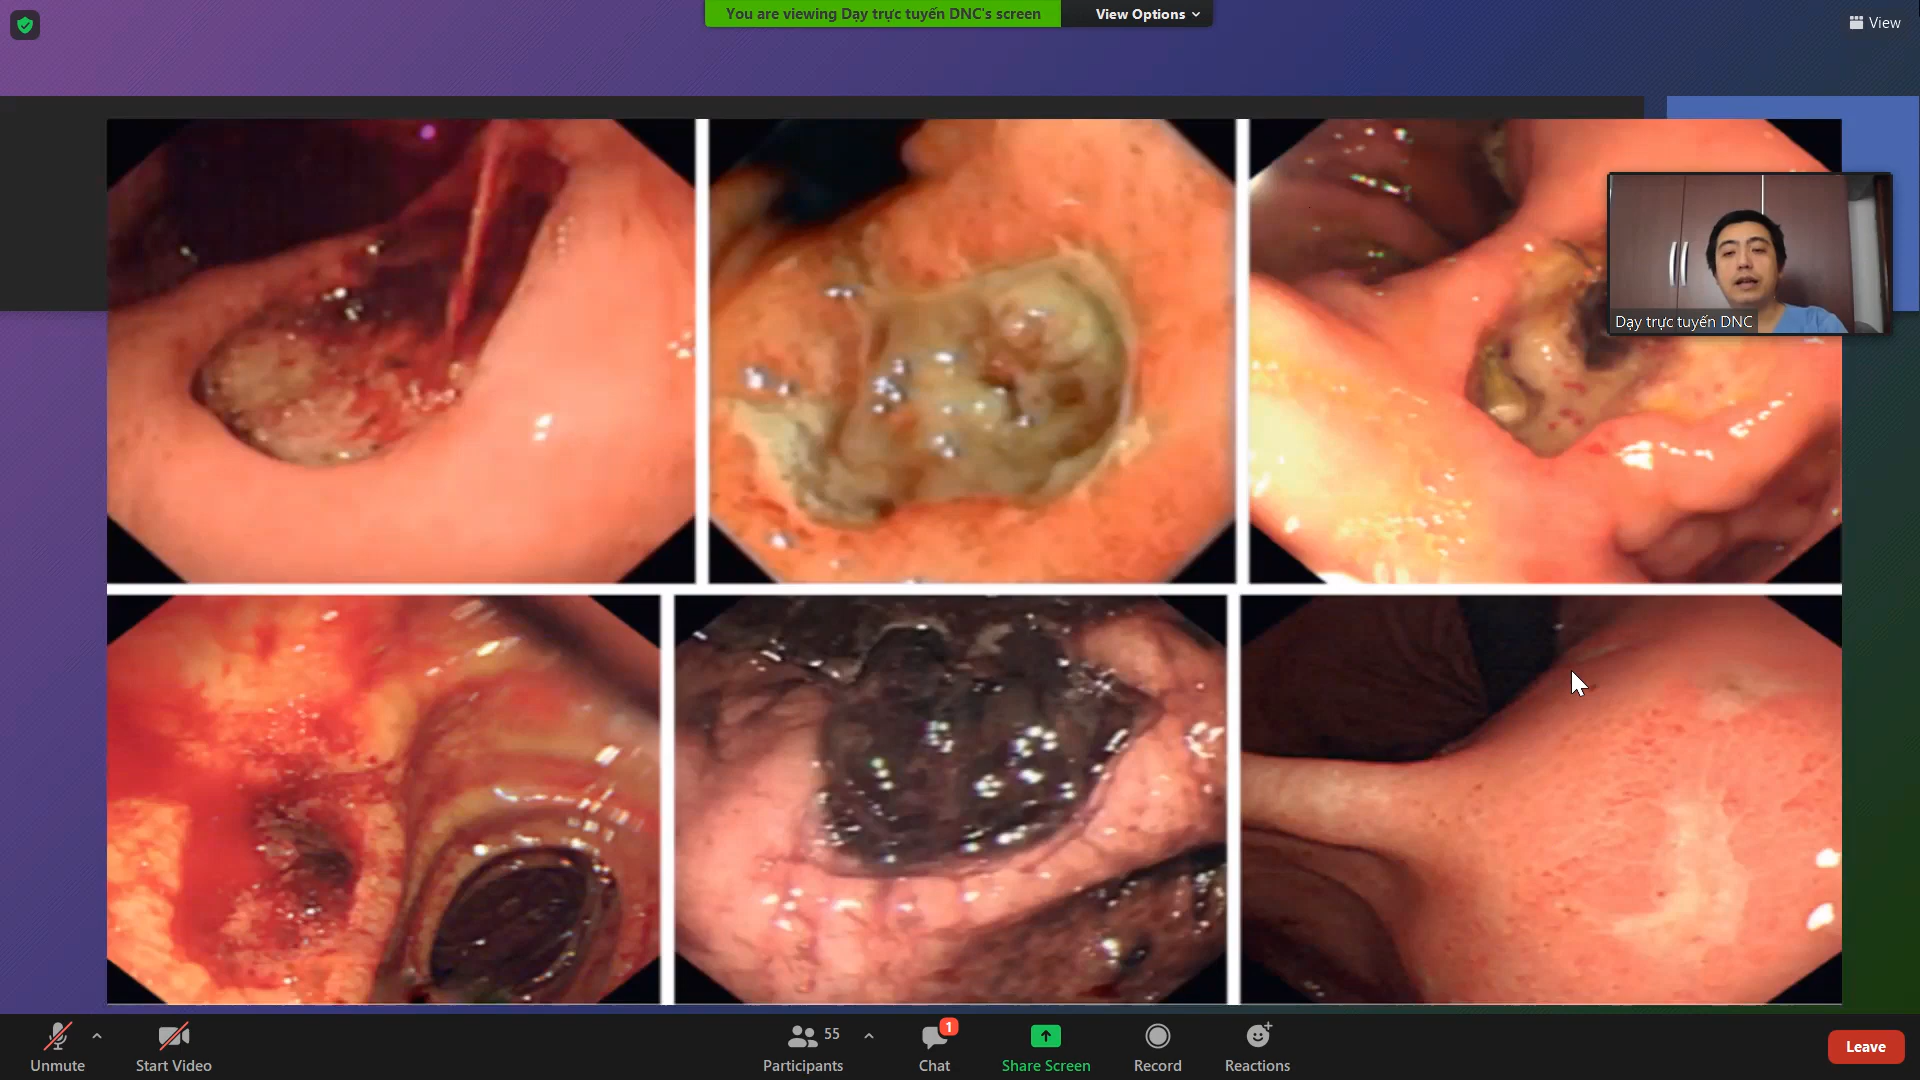 You are viewing Dạy trực tuyến DNC's screen
View Options
View
Dạy trực tuyến DNC
Unmute
Start Video
55
Participants
1
Chat
Share Screen
Record
Reactions
Leave